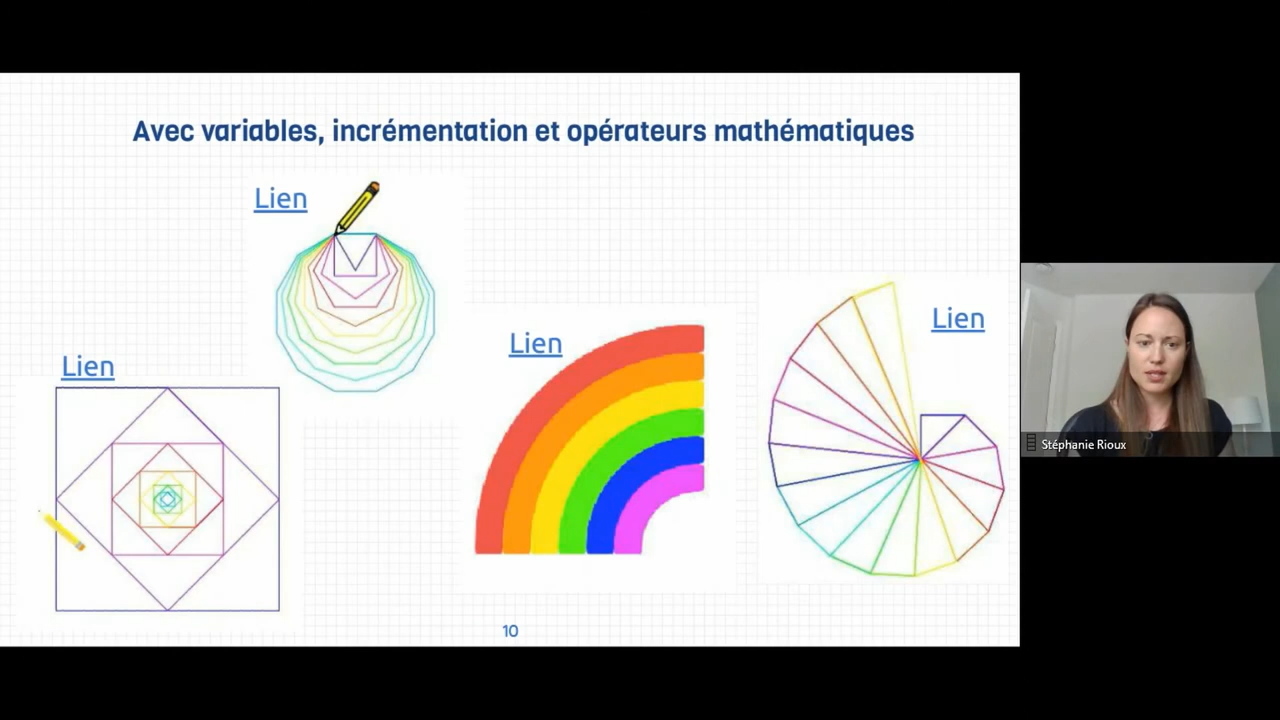 Avec variables, incrémentation et opérateurs mathématiques
Lien
Lien
Lien
Lien
Stéphanie Rioux
10